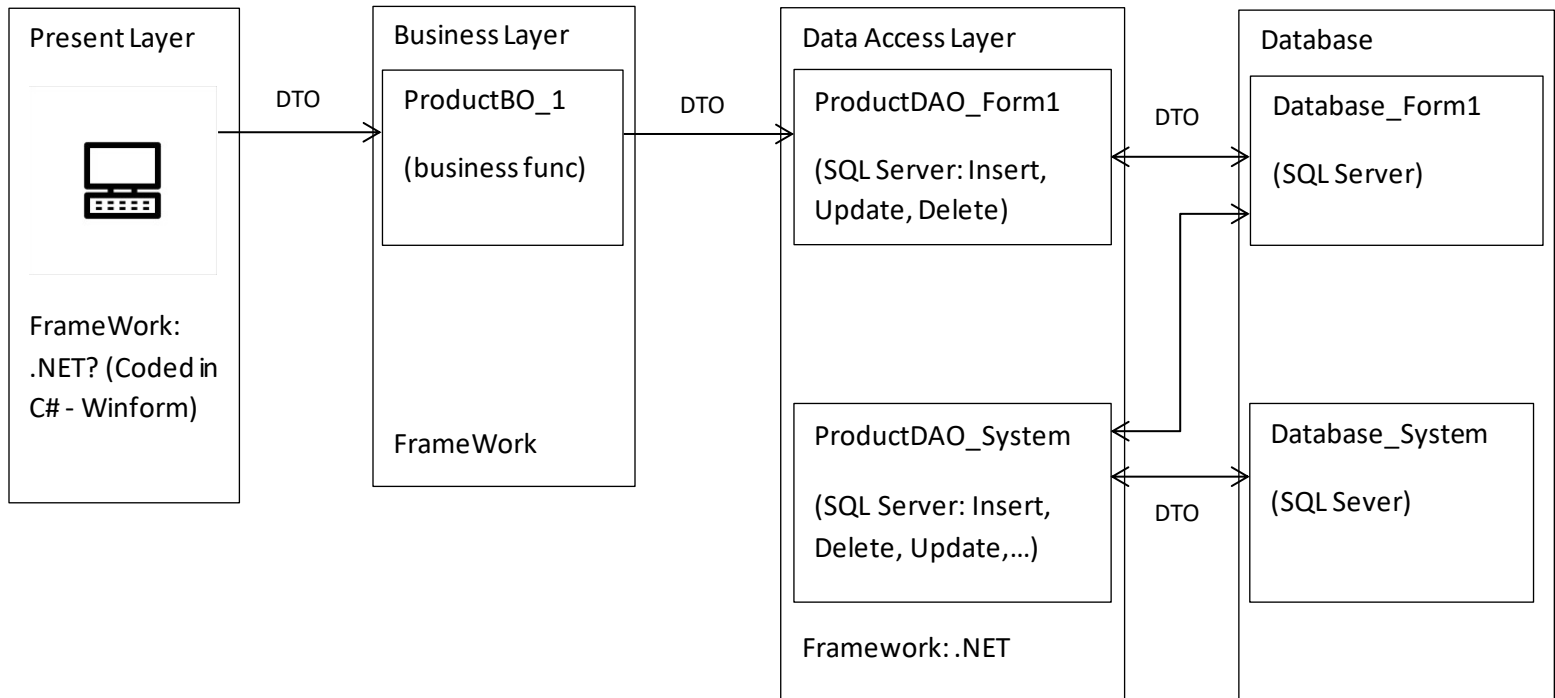 Present Layer
FrameWork:
.NET? (Coded in
C# - Winform)
DTO
Business Layer
ProductBO_1
(business func)
FrameWork
DTO
Data Access Layer
ProductDAO_Form1
(SQL Server: Insert,
Update, Delete)
ProductDAO_System
(SQL Server: Insert,
Delete, Update,...)
Framework: .NET
DTO
DTO
Database
Database_Form1
(SQL Server)
Database_System
(SQL Sever)